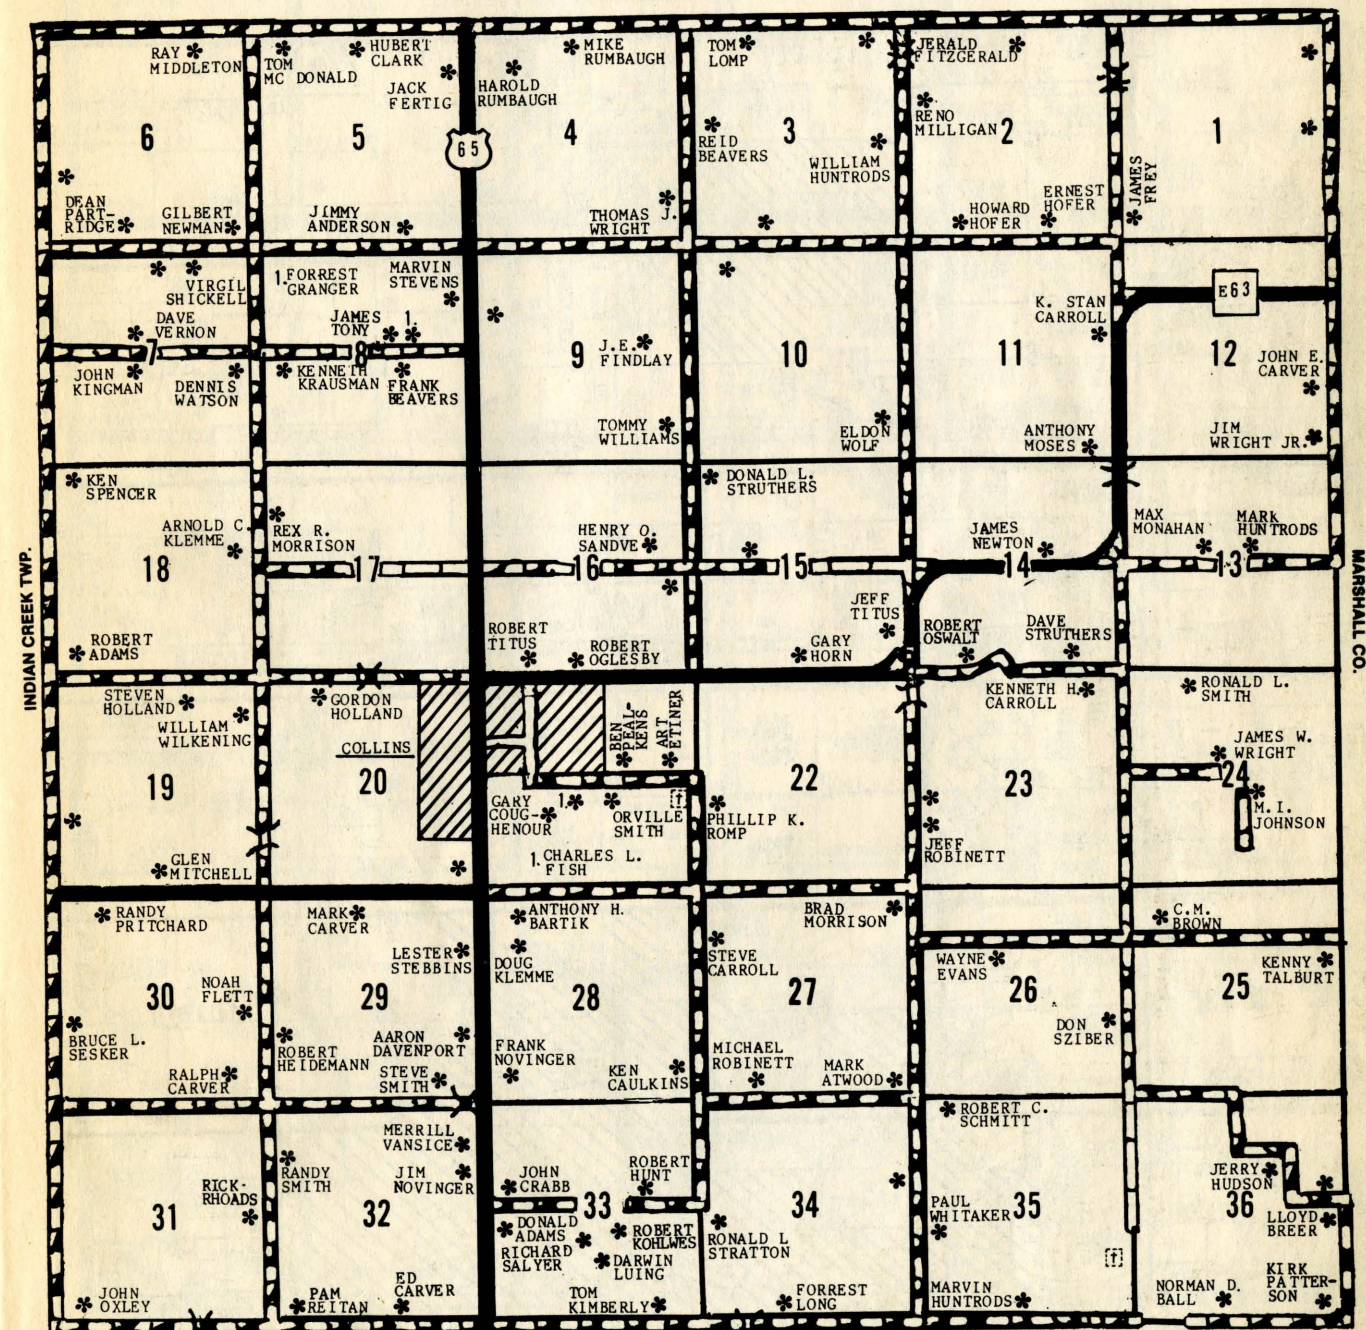 RAY
MIDDLETON
6
DEAN
PART-
RIDGE
GILBERT
NEWMAN
TOM
MC DONALD
HUBERT
CLARK
JACK
FERTIG
5
JIMMY
ANDERSON
65
MIKE
RUMBAUGH
HAROLD
RUMBAUGH
4
THOMAS J.
WRIGHT
TOM
LOMP
REID
BEAVERS
3
WILLIAM
HUNTRODS
JERALD
FITZGERALD
RENO
MILLIGAN
2
ERNEST
HOFER
HOWARD
HOFER
1
JAMES
FREY
VIRGIL
SHICKELL
DAVE
VERNON
7
JOHN
KINGMAN
DENNIS
WATSON
1. FORREST
GRANGER
MARVIN
STEVENS
JAMES
TONY
1.
8
KENNETH
KRAUSMAN
FRANK
BEAVERS
9
J.E.
FINDLAY
TOMMY
WILLIAMS
10
ELDON
WOLF
K. STAN
CARROLL
11
ANTHONY
MOSES
E63
12
JOHN E.
CARVER
JIM
WRIGHT JR.
KEN
SPENCER
ARNOLD C.
KLEMME
18
ROBERT
ADAMS
REX R.
MORRISON
17
HENRY O.
SANDVE
16
ROBERT
TITUS
ROBERT
OGLESBY
DONALD L.
STRUTHERS
15
JEFF
TITUS
GARY
HORN
JAMES
NEWTON
14
ROBERT
OSWALT
DAVE
STRUTHERS
MAX
MONAHAN
MARK
HUNTRODS
13
INDIAN CREEK TWP.
MARSHALL CO.
STEVEN
HOLLAND
WILLIAM
WILKENING
19
GLEN
MITCHELL
GORDON
HOLLAND
COLLINS
20
BEN
PEAL-
KENS
ART
ETTNER
GARY
COUG-
HENOUR
1.
ORVILLE
SMITH
1. CHARLES L.
FISH
22
PHILLIP K.
ROMP
KENNETH H.
CARROLL
23
JEFF
ROBINETT
RONALD L.
SMITH
JAMES W.
WRIGHT
24
M.I.
JOHNSON
RANDY
PRITCHARD
NOAH
FLETT
30
BRUCE L.
SESKER
RALPH
CARVER
MARK
CARVER
LESTER
STEBBINS
29
AARON
DAVENPORT
ROBERT
HEIDEMANN
STEVE
SMITH
ANTHONY H.
BARTIK
DOUG
KLEMME
28
FRANK
NOVINGER
KEN
CAULKINS
BRAD
MORRISON
STEVE
CARROLL
27
MICHAEL
ROBINETT
MARK
ATWOOD
WAYNE
EVANS
26
DON
SZIBER
C.M.
BROWN
KENNY
TALBURT
25
RICK-
RHOADS
31
JOHN
OXLEY
MERRILL
VANSICE
RANDY
SMITH
JIM
NOVINGER
32
PAM
REITAN
ED
CARVER
JOHN
CRABB
ROBERT
HUNT
33
DONALD
ADAMS
RICHARD
SALYER
ROBERT
KOHLWES
DARWIN
LUING
TOM
KIMBERLY
34
RONALD L
STRATTON
FORREST
LONG
ROBERT C.
SCHMITT
PAUL
WHITAKER
35
MARVIN
HUNTRODS
JERRY
HUDSON
36
LLOYD
BREER
NORMAN D.
BALL
KIRK
PATTER-
SON